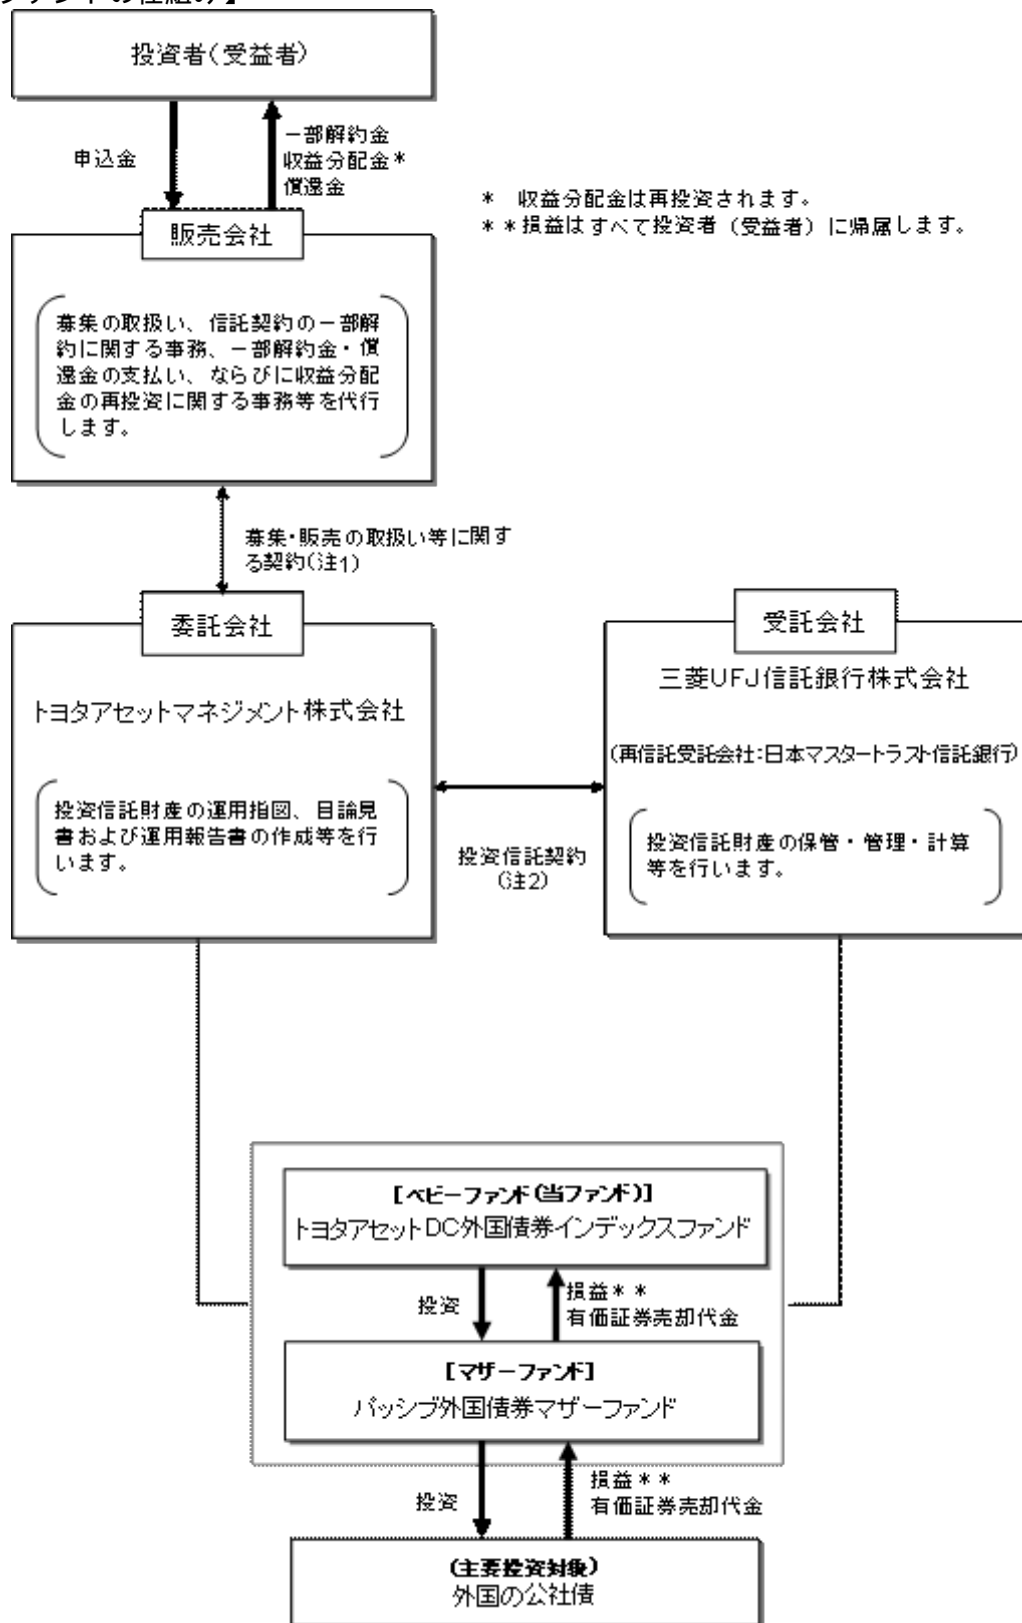 ファンドの仕組み】
投資者(受益者)
申込金
一部解約金
収益分配金*
償還金
* 収益分配金は再投資されます。
**損益はすべて投資者(受益者)に帰属します。
販売会社
募集の取扱い、信託契約の一部解
約に関する事務、一部解約金・償
還金の支払い、ならびに収益分配
金の再投資に関する事務等を代行
します。
募集・販売の取扱い等に関す
る契約(注1)
委託会社
トヨタアセットマネジメント株式会社
投資信託財産の運用指図、目論見
書および運用報告書の作成等を行
います。
投資信託契約
(注2)
受託会社
三菱UFJ信託銀行株式会社
(再信託受託会社:日本マスタートラスト信託銀行)
投資信託財産の保管・管理・計算
等を行います。
[ベビーファンド(当ファンド)]
トヨタアセットDC外国債券インデックスファンド
投資
損益**
有価証券売却代金
[マザーファンド]
パッシブ外国債券マザーファンド
投資
損益**
有価証券売却代金
(主要投資対象)
外国の公社債